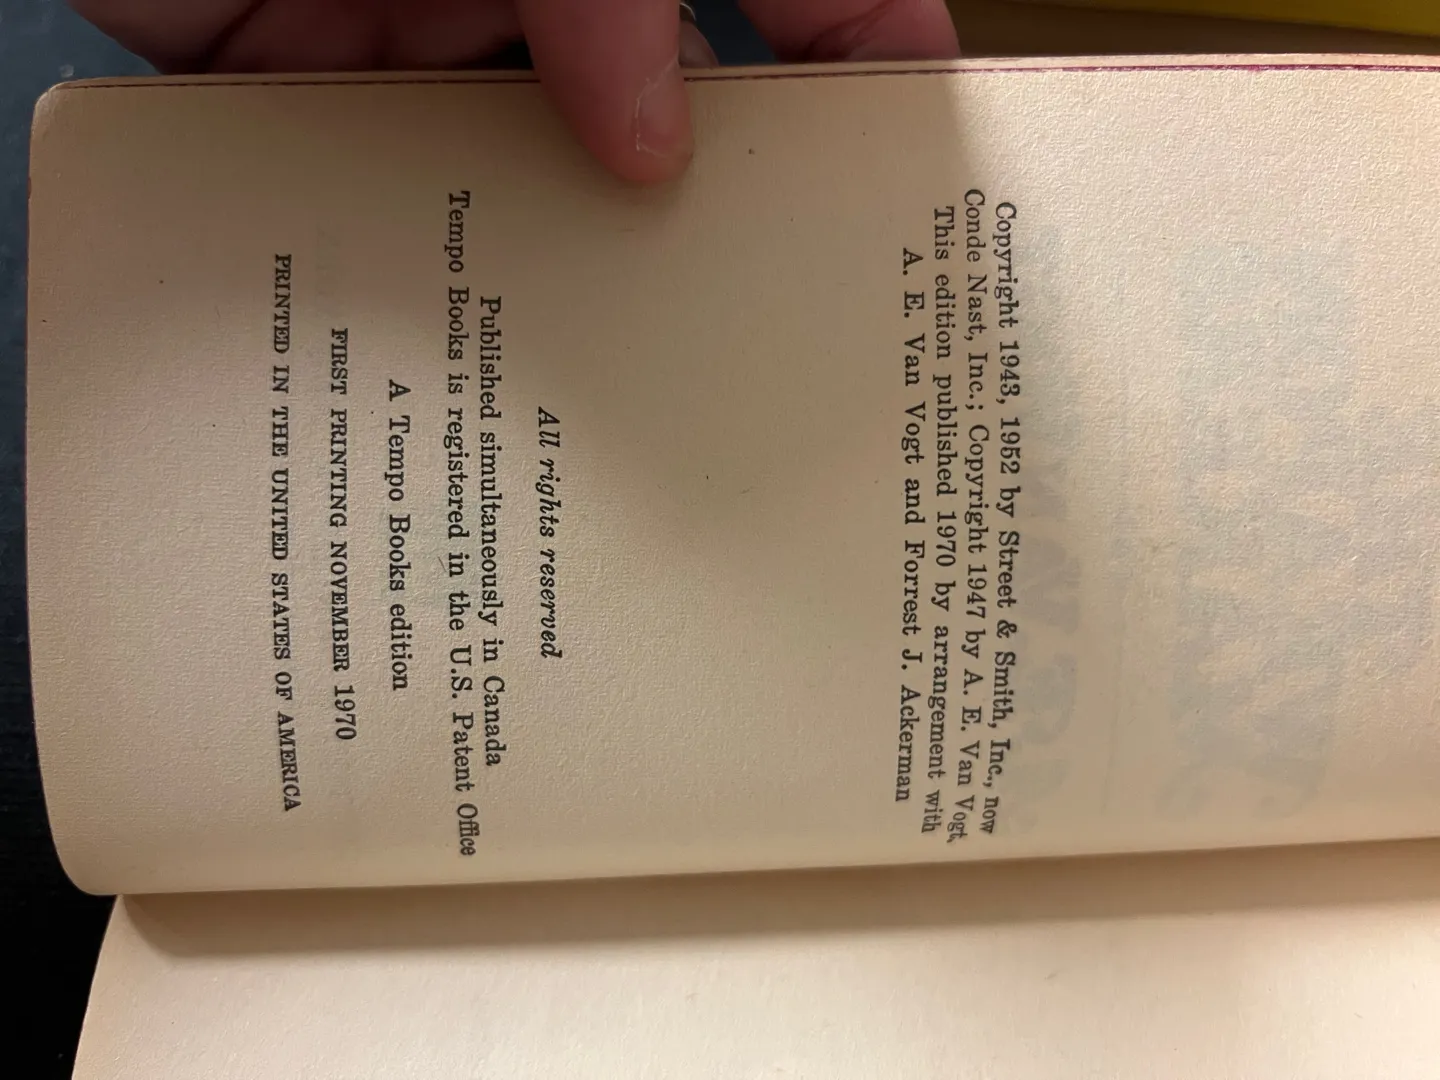 Copyright 1943, 1952 by Street & Smith, Inc., now
Conde Nast, Inc.; Copyright 1947 by A. E. Van Vogt,
This edition published 1970 by arrangement with
A. E. Van Vogt and Forrest J. Ackerman
All rights reserved
Published simultaneously in Canada
Tempo Books is registered in the U.S. Patent Office
A Tempo Books edition
FIRST PRINTING NOVEMBER 1970
PRINTED IN THE UNITED STATES OF AMERICA